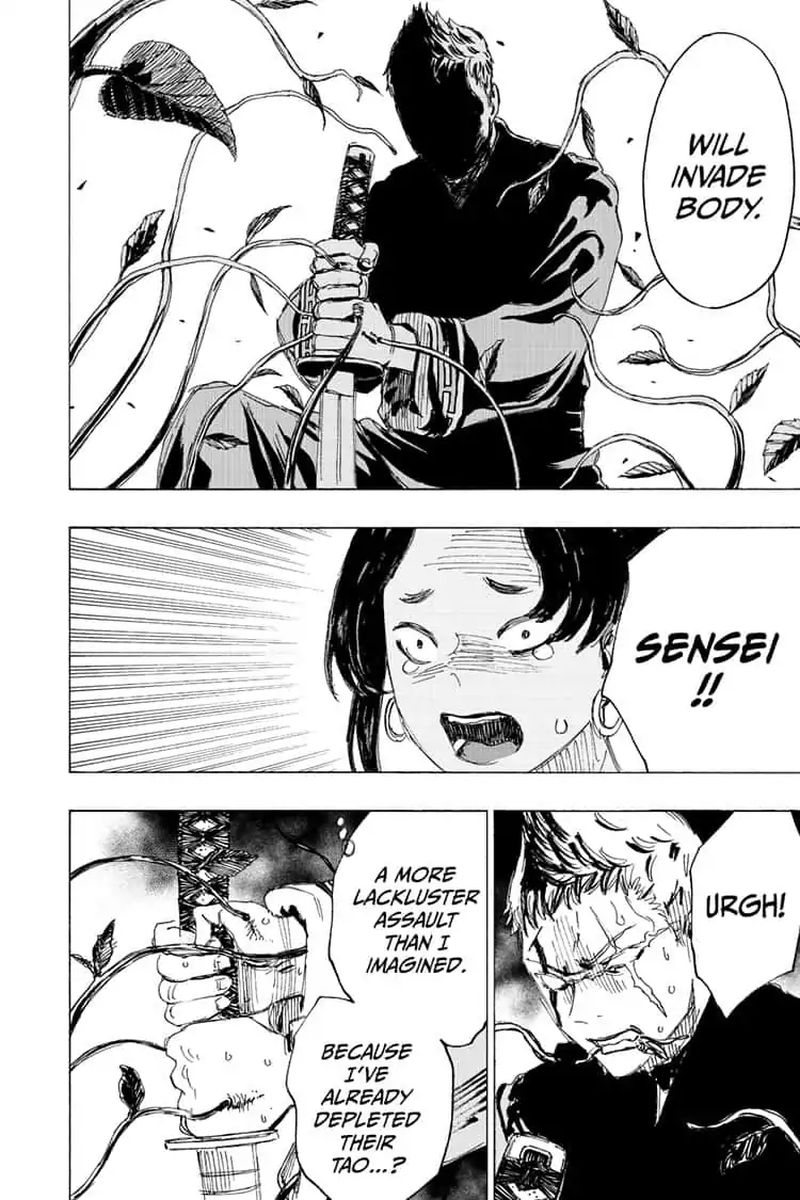 WILL
INVADE
BODY.
SENSEI
!!
URGH!
A MORE
LACKLUSTER
ASSAULT
THAN I
IMAGINED.
BECAUSE
I'VE
ALREADY
DEPLETED
THEIR
TAO...?